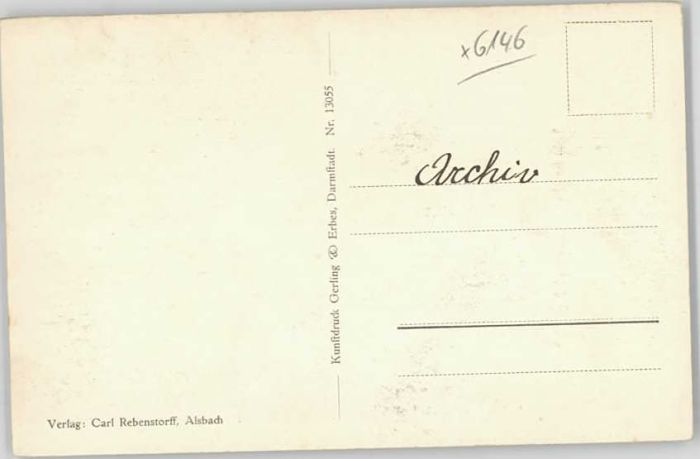 x6146
Archiv
Kunſtdruck Gerling & Erbes, Darmſtadt. Nr. 13055
Verlag: Carl Rebenstorff, Alsbach